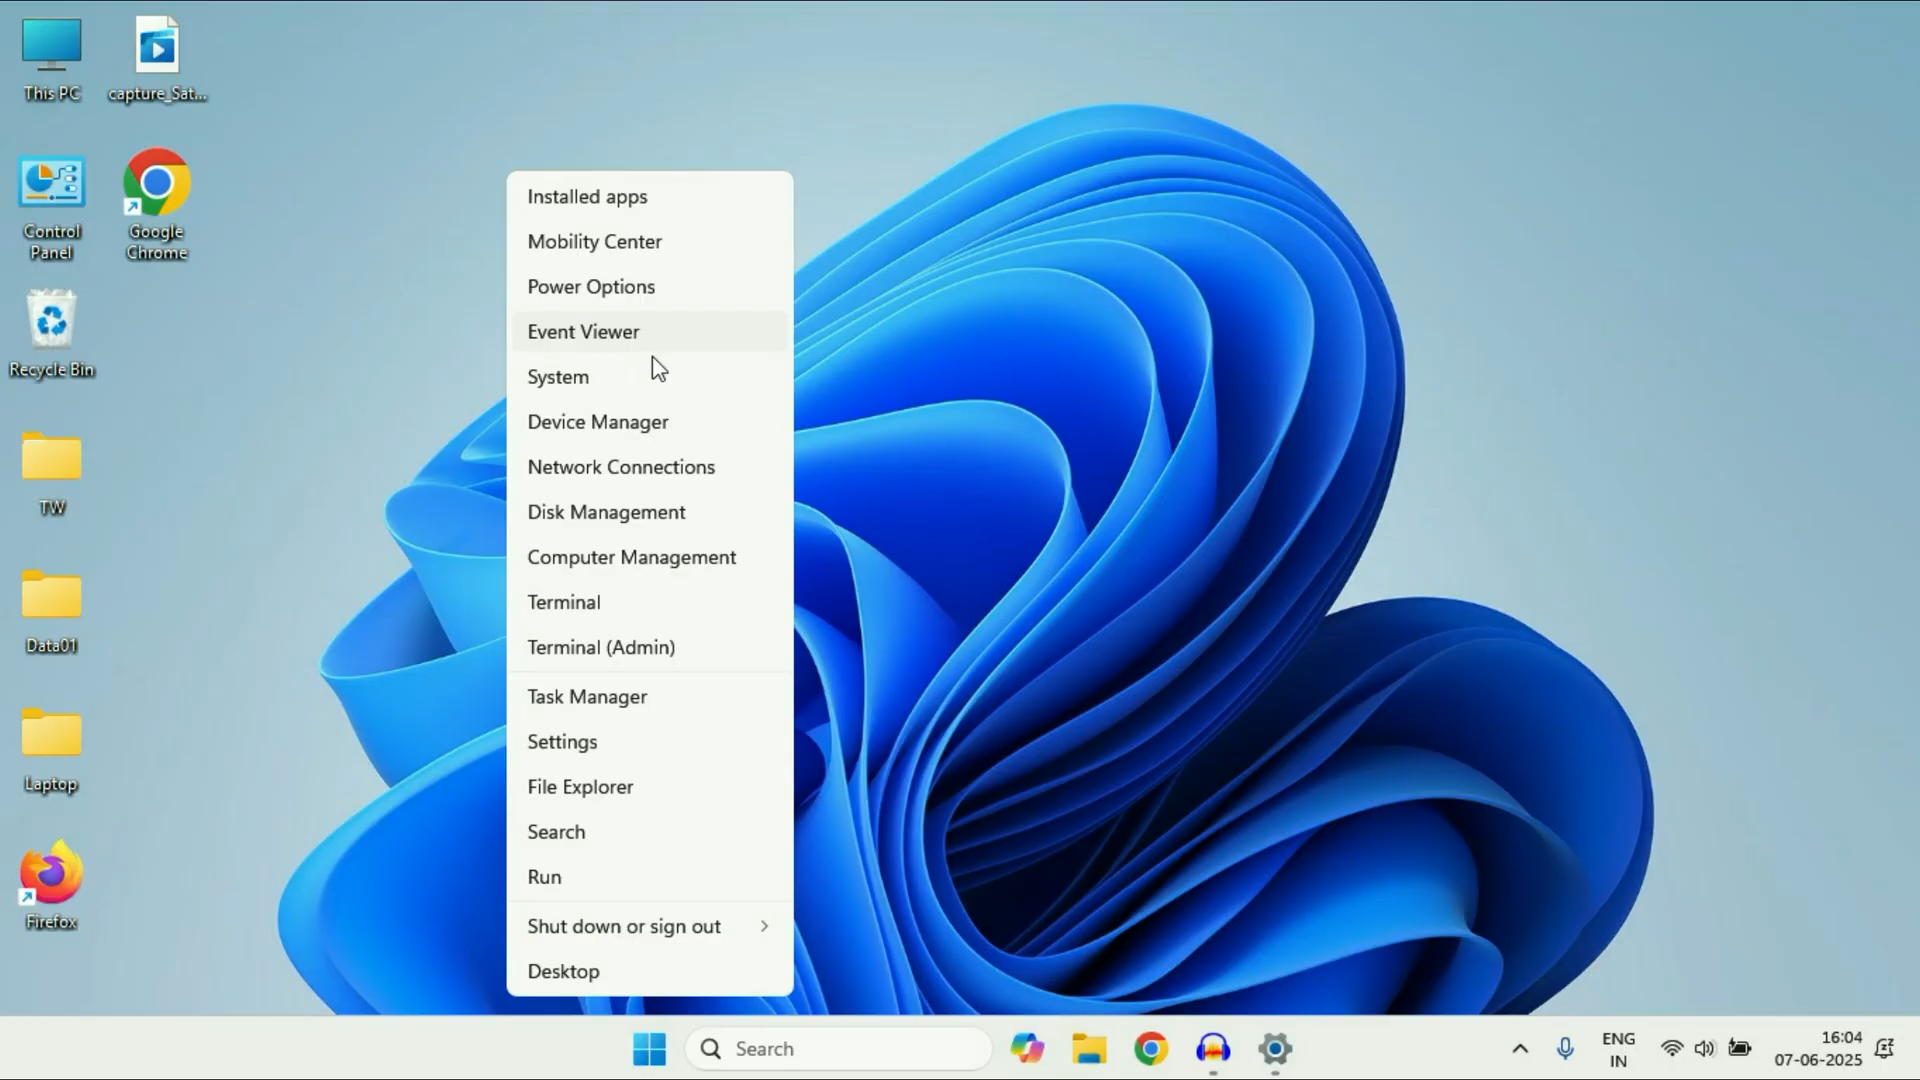 This PC
capture_Sat...
Control
Panel
Google
Chrome
Recycle Bin
TW
Data01
Laptop
Firefox
Installed apps
Mobility Center
Power Options
Event Viewer
System
Device Manager
Network Connections
Disk Management
Computer Management
Terminal
Terminal (Admin)
Task Manager
Settings
File Explorer
Search
Run
Shut down or sign out
Desktop
Search
ENG
IN
16:04
07-06-2025